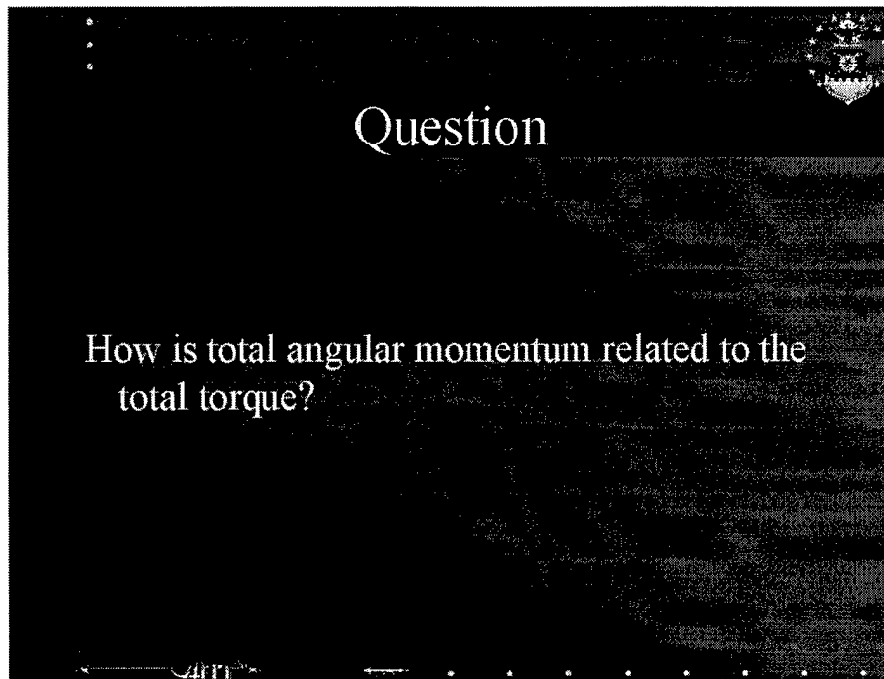 Question
How is total angular momentum related to the
total torque?